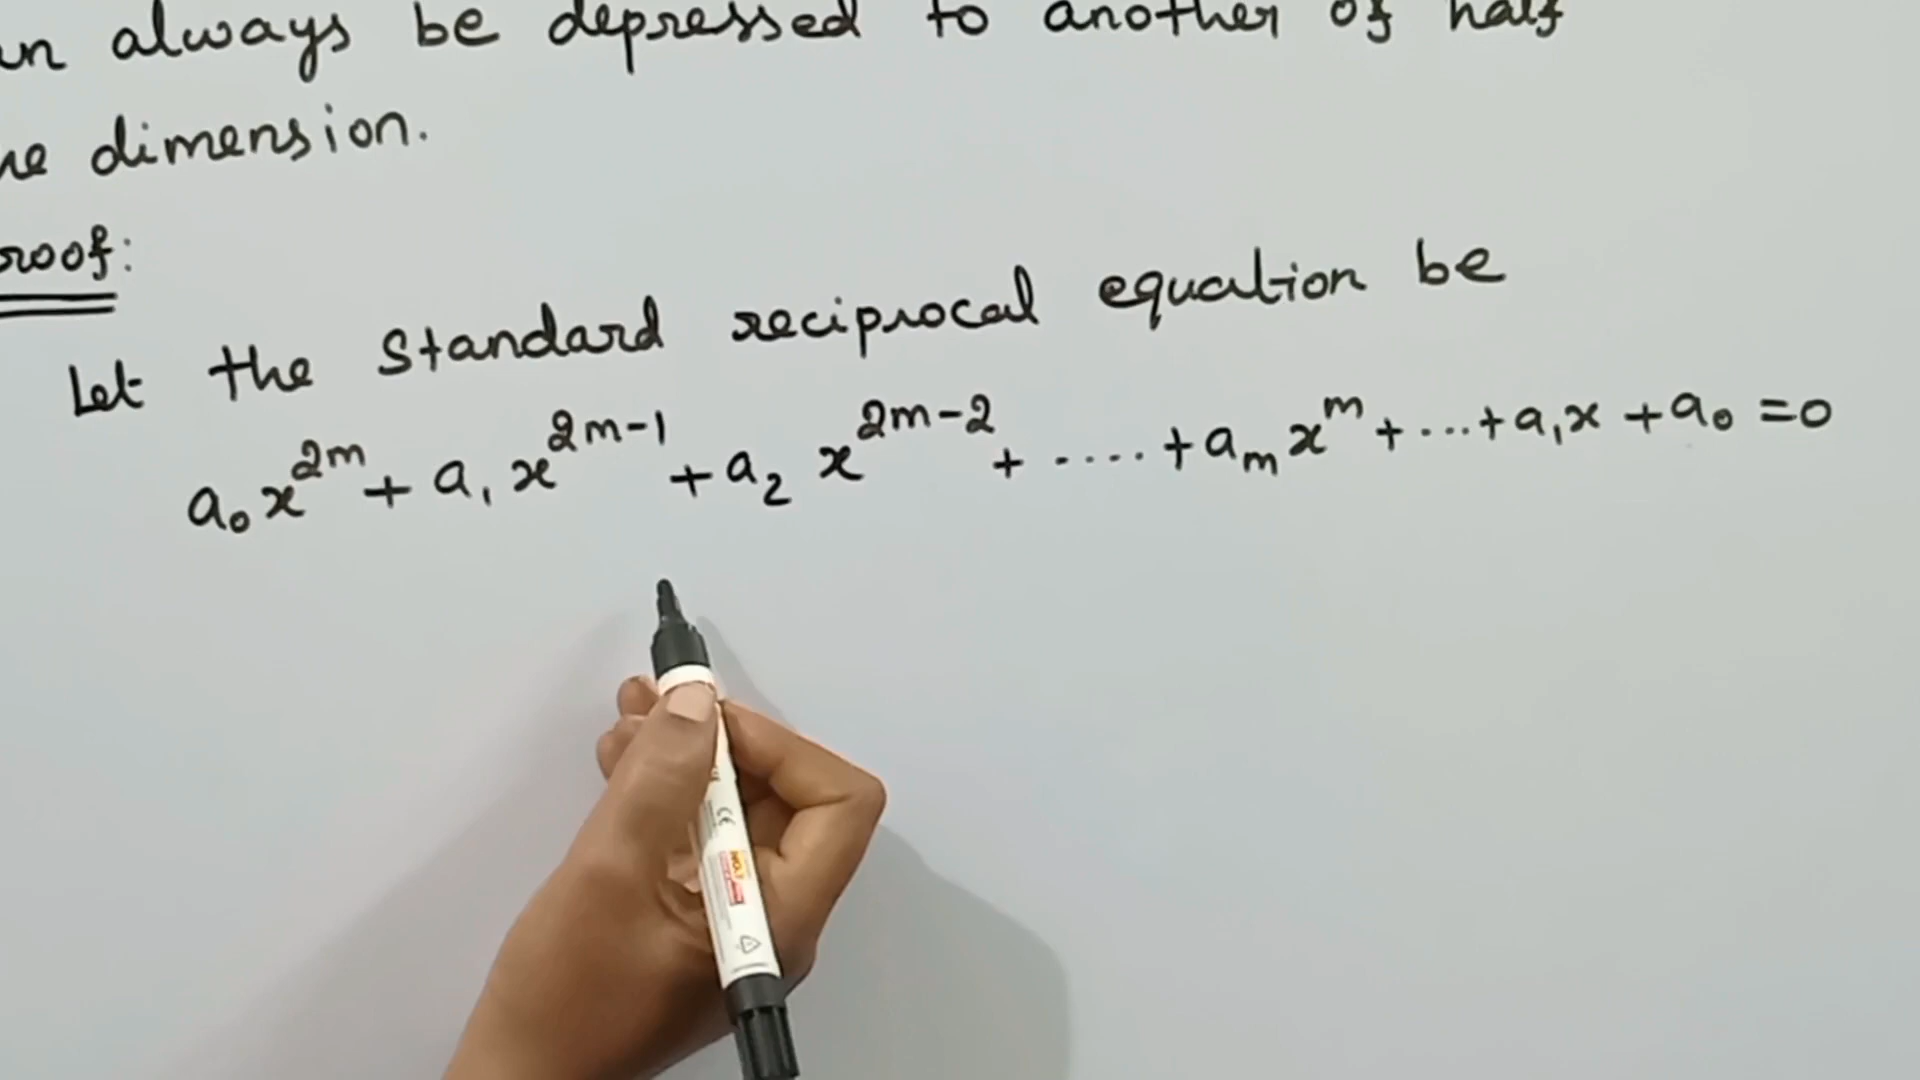 always be depressed to another of half
dimension.
Let the Standard reciprocal equation be
a₀x^{2m} + a₁x^{2m-1} + a₂x^{2m-2} + ..... + aₘx^m + ... + a₁x + a₀ = 0
CE